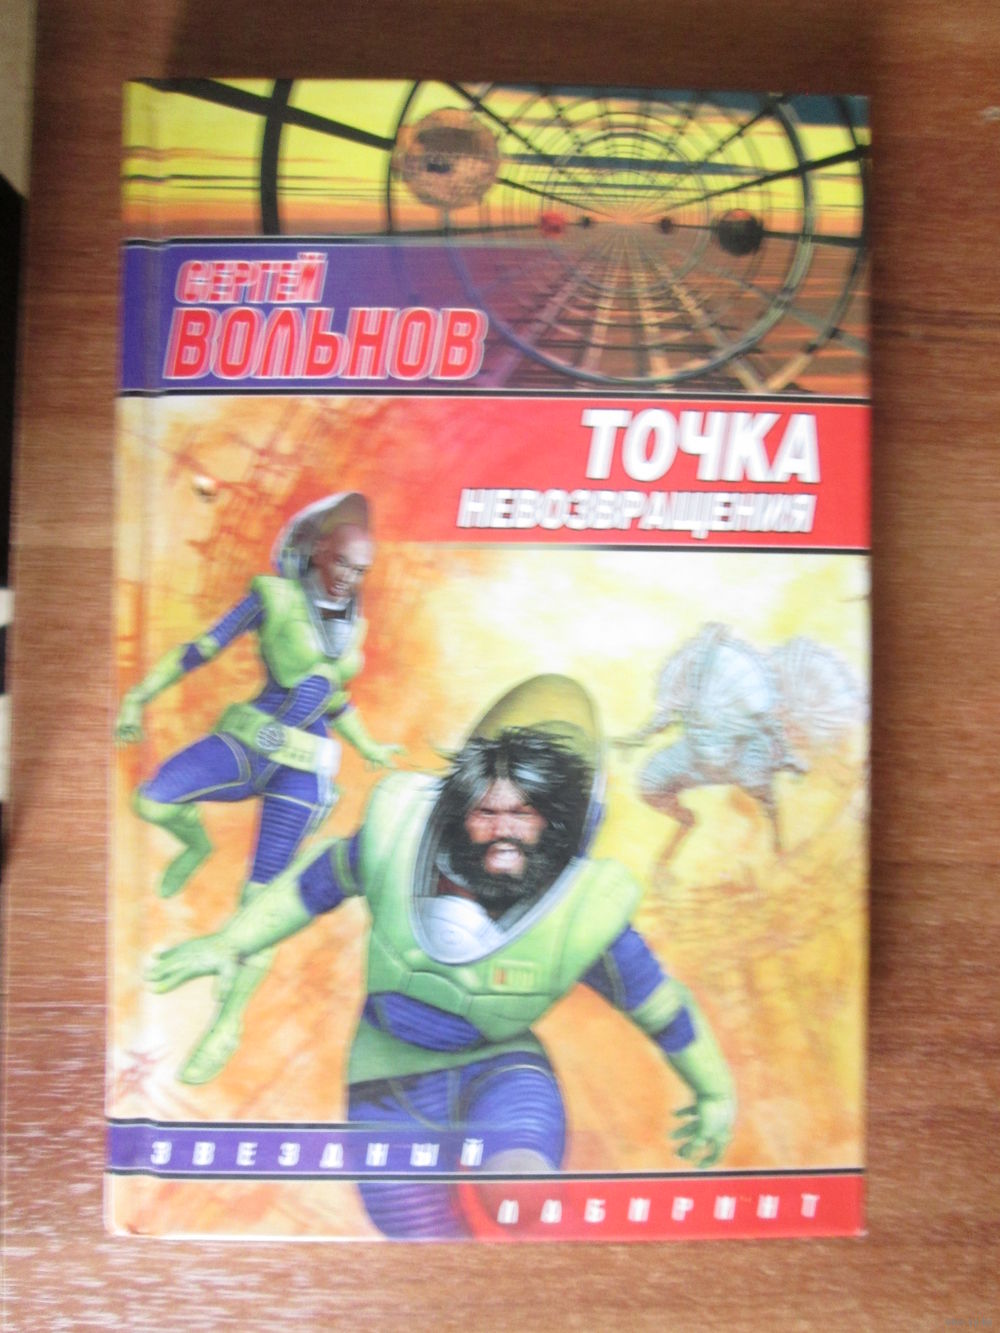 СЕРГЕЙ
ВОЛЬНОВ
ТОЧКА
НЕВОЗВРАЩЕНИЯ
ЗВЕЗДНЫЙ
ЛАБИРИНТ